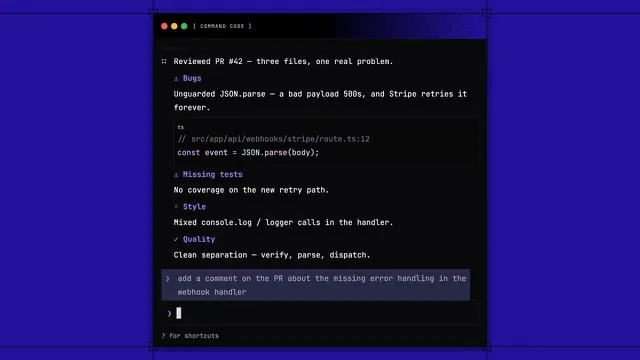 [ COMMAND CODE ]
Reviewed PR #42 — three files, one real problem.
⚠ Bugs
Unguarded JSON.parse — a bad payload 500s, and Stripe retries it
forever.
ts
// src/app/api/webhooks/stripe/route.ts:12
const event = JSON.parse(body);
⚠ Missing tests
No coverage on the new retry path.
◦ Style
Mixed console.log / logger calls in the handler.
✓ Quality
Clean separation — verify, parse, dispatch.
❯ add a comment on the PR about the missing error handling in the
webhook handler
❯
? for shortcuts